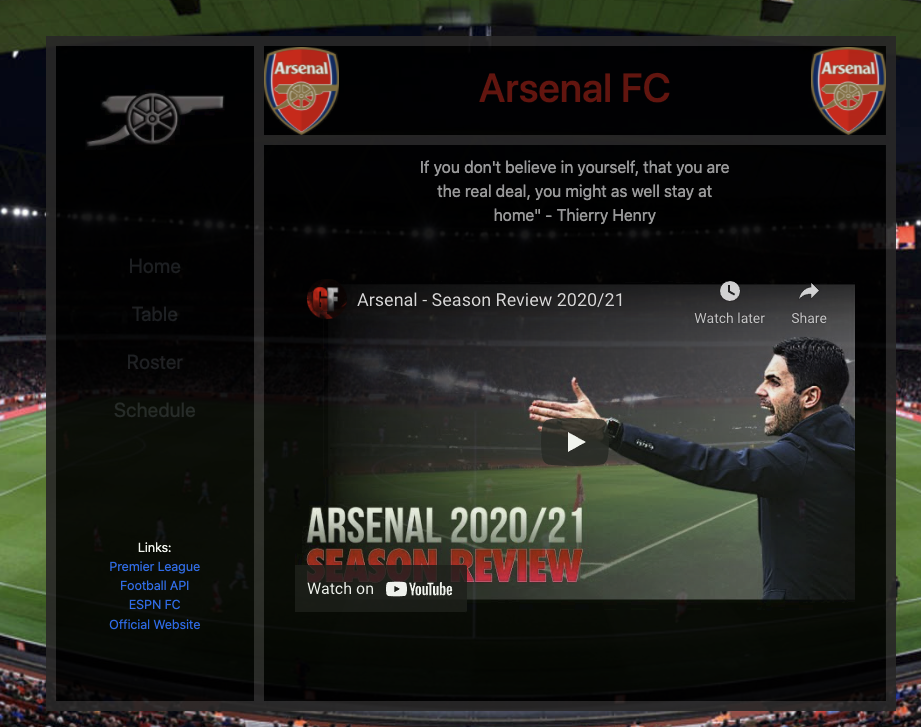 Arsenal
Arsenal FC
Arsenal
Home
Table
Roster
Schedule
Links:
Premier League
Football API
ESPN FC
Official Website
If you don't believe in yourself, that you are
the real deal, you might as well stay at
home" - Thierry Henry
GF
Arsenal - Season Review 2020/21
Watch later
Share
ARSENAL 2020/21
SEASON REVIEW
Watch on YouTube